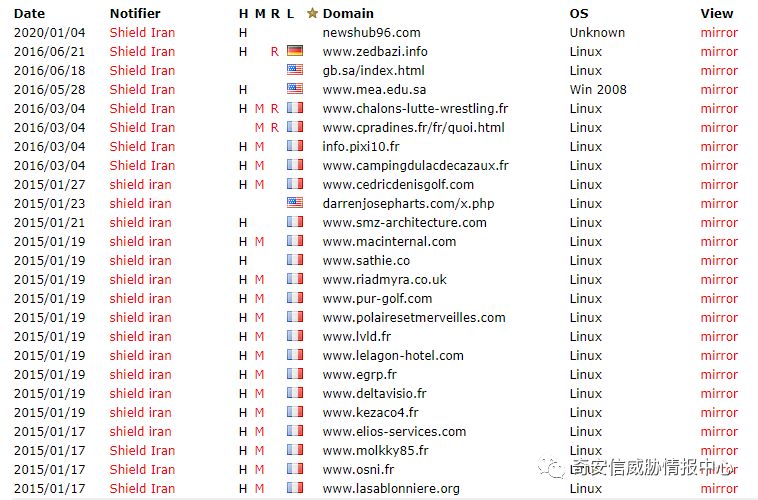 Date Notifier H M R L Domain OS View
2020/01/04 Shield Iran H newshub96.com Unknown mirror
2016/06/21 Shield Iran H R www.zedbazi.info Linux mirror
2016/06/18 Shield Iran gb.sa/index.html Linux mirror
2016/05/28 Shield Iran H www.mea.edu.sa Win 2008 mirror
2016/03/04 Shield Iran H M R www.chalons-lutte-wrestling.fr Linux mirror
2016/03/04 Shield Iran M R www.cpradines.fr/fr/quoi.html Linux mirror
2016/03/04 Shield Iran H M info.pixi10.fr Linux mirror
2016/03/04 Shield Iran H M www.campingdulacdecazaux.fr Linux mirror
2015/01/27 shield iran H M www.cedricdenisgolf.com Linux mirror
2015/01/23 shield iran darrenjosepharts.com/x.php Linux mirror
2015/01/21 shield iran H www.smz-architecture.com Linux mirror
2015/01/19 shield iran H M www.macinternal.com Linux mirror
2015/01/19 shield iran H www.sathie.co Linux mirror
2015/01/19 shield iran H M www.riadmyra.co.uk Linux mirror
2015/01/19 shield iran H M www.pur-golf.com Linux mirror
2015/01/19 shield iran H M www.polairesetmerveilles.com Linux mirror
2015/01/19 shield iran H M www.lvld.fr Linux mirror
2015/01/19 shield iran H M www.lelagon-hotel.com Linux mirror
2015/01/19 shield iran H M www.egrp.fr Linux mirror
2015/01/19 shield iran H M www.deltavisio.fr Linux mirror
2015/01/19 shield iran H M www.kezaco4.fr Linux mirror
2015/01/17 shield iran H M www.elios-services.com Linux mirror
2015/01/17 Shield Iran H M www.molkky85.fr Linux mirror
2015/01/17 Shield Iran H M www.osni.fr Linux mirror
奇安信威胁情报中心
2015/01/17 Shield Iran H M www.lasablonniere.org Linux mirror